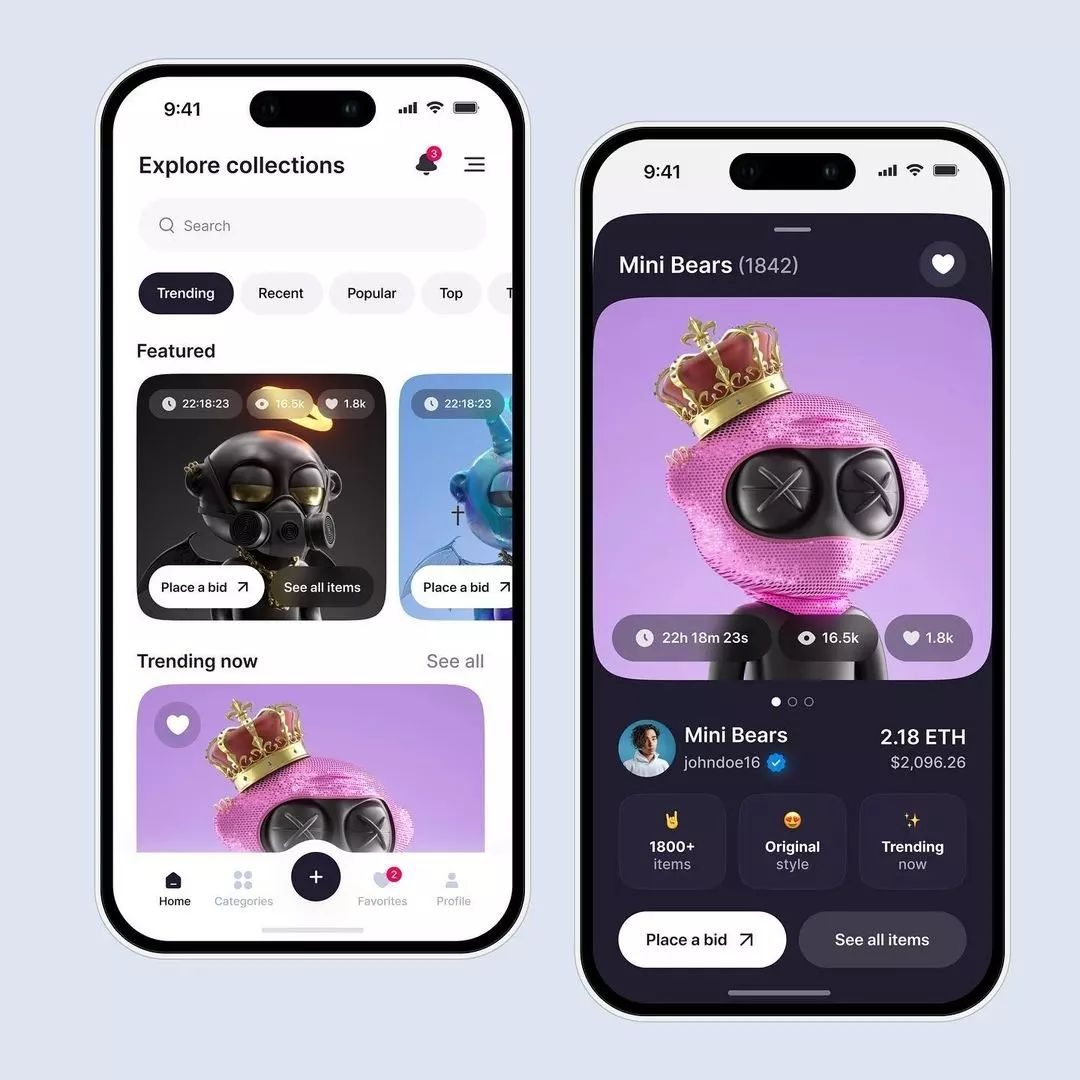 9:41
Explore collections
3
Search
Trending Recent Popular Top T
Featured
22:18:23 16.5k 1.8k
22:18:23
Place a bid See all items
Place a bid
Trending now See all
Home Categories + Favorites 2 Profile
9:41
Mini Bears (1842)
22h 18m 23s 16.5k 1.8k
Mini Bears 2.18 ETH
johndoe16 $2,096.26
1800+ Original Trending
items style now
Place a bid See all items